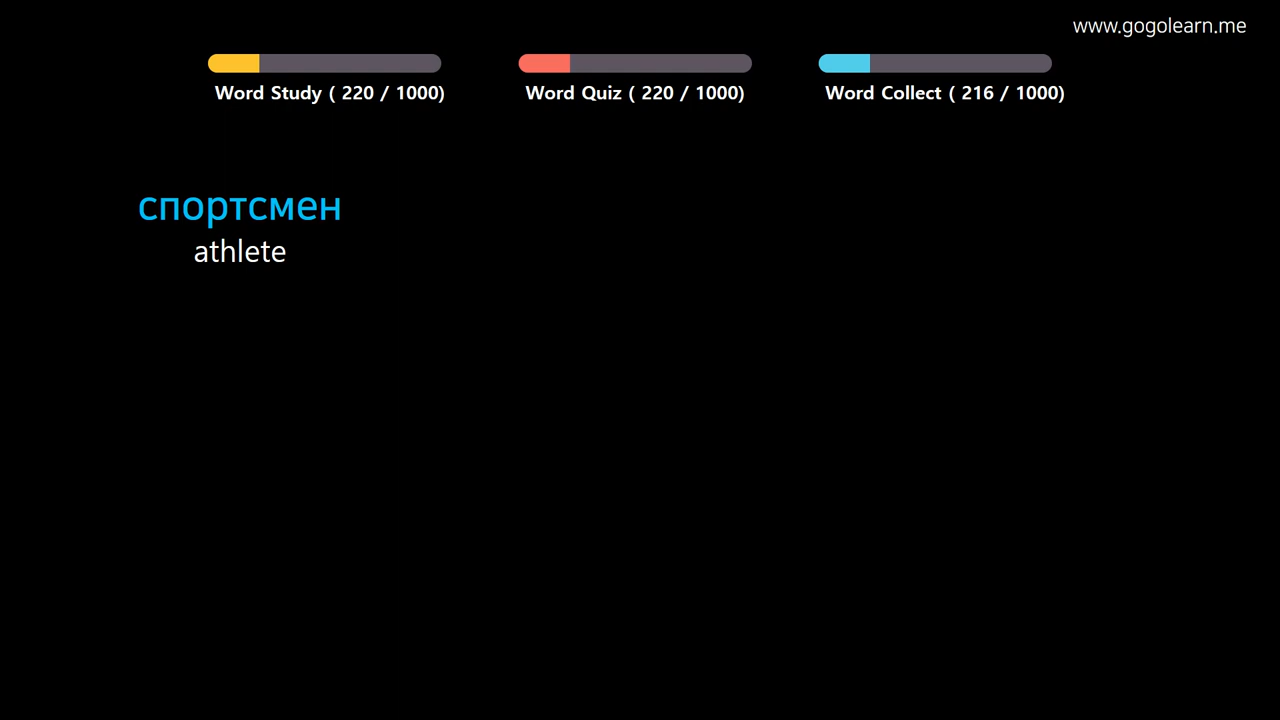 www.gogolearn.me
Word Study ( 220 / 1000)
Word Quiz ( 220 / 1000)
Word Collect ( 216 / 1000)
спортсмен
athlete